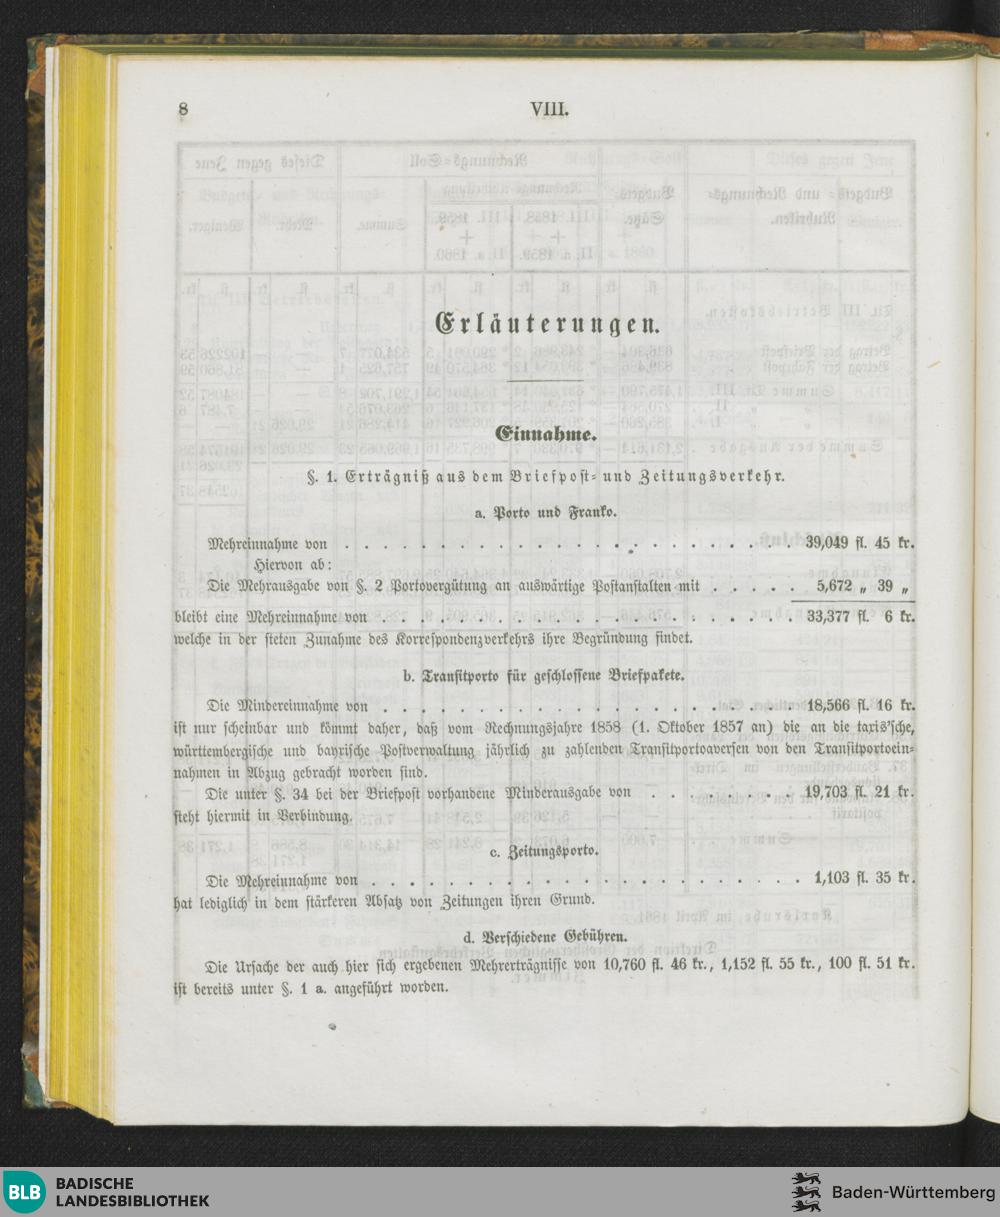 8 VIII.
Erläuterungen.
Einnahme.
§. 1. Erträgniß aus dem Briefpost- und Zeitungsverkehr.
a. Porto und Franko.
Mehreinnahme von . . . . . . . . . . . . . . . . . . . . . . . . . . . 39,049 fl. 45 kr.
Hiervon ab:
Die Mehrausgabe von §. 2 Portovergütung an auswärtige Postanstalten mit . . . . . 5,672 „ 39 „
bleibt eine Mehreinnahme von . . . . . . . . . . . . . . . . . . . . . . . . 33,377 fl. 6 kr.
welche in der steten Zunahme des Korrespondenzverkehrs ihre Begründung findet.
b. Transitporto für geschlossene Briefpakete.
Die Mindereinnahme von . . . . . . . . . . . . . . . . . . . . . . . 18,566 fl. 16 kr.
ist nur scheinbar und kömmt daher, daß vom Rechnungsjahre 1858 (1. Oktober 1857 an) die an die taxis'sche,
württembergische und bayrische Postverwaltung jährlich zu zahlenden Transitportoaversen von den Transitportoein-
nahmen in Abzug gebracht worden sind.
Die unter §. 34 bei der Briefpost vorhandene Minderausgabe von . . . . . . . . 19,703 fl. 21 kr.
steht hiermit in Verbindung.
c. Zeitungsporto.
Die Mehreinnahme von . . . . . . . . . . . . . . . . . . . . . . . . 1,103 fl. 35 kr.
hat lediglich in dem stärkeren Absatz von Zeitungen ihren Grund.
d. Verschiedene Gebühren.
Die Ursache der auch hier sich ergebenen Mehrerträgnisse von 10,760 fl. 46 kr., 1,152 fl. 55 kr., 100 fl. 51 kr.
ist bereits unter §. 1 a. angeführt worden.
BLB BADISCHE
LANDESBIBLIOTHEK
Baden-Württemberg